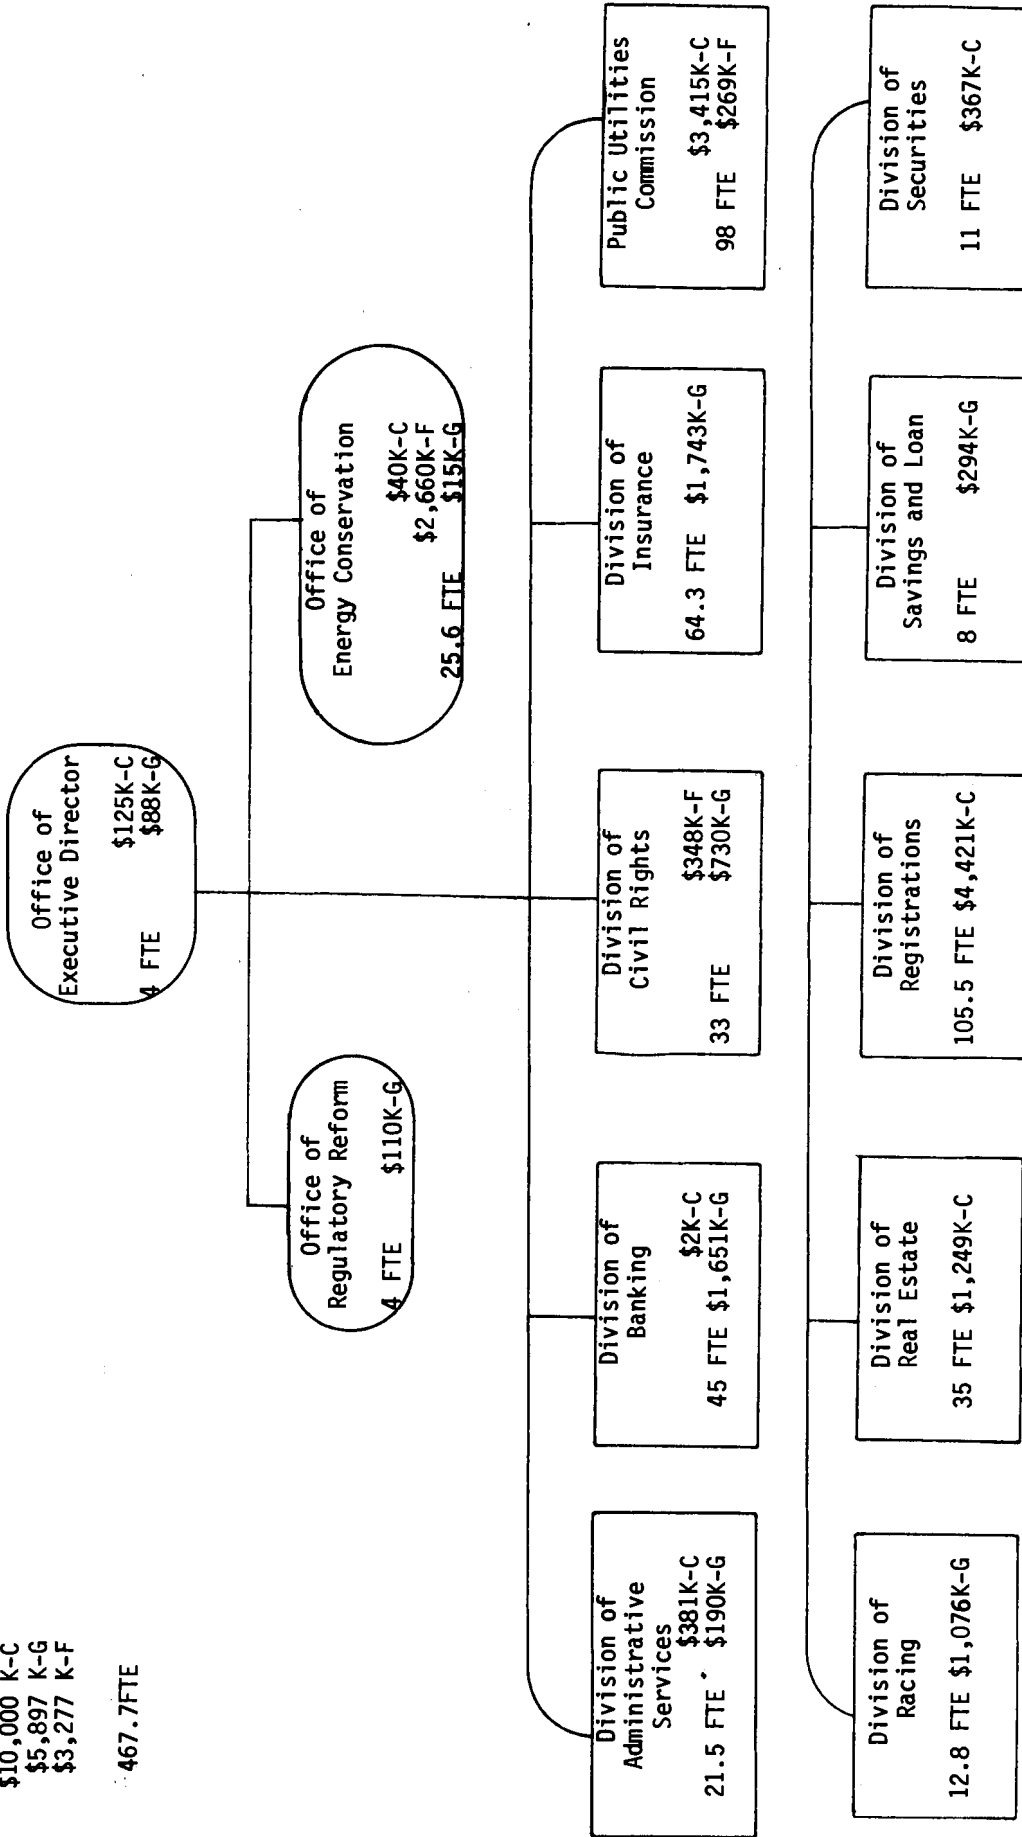 $10,000 K-C
$5,897 K-G
$3,277 K-F
467.7FTE
Office of
Executive Director
$125K-C
4 FTE $88K-G
Office of
Regulatory Reform
4 FTE $110K-G
Office of
Energy Conservation
$40K-C
$2,660K-F
25.6 FTE $15K-G
Division of
Administrative
Services
$381K-C
21.5 FTE $190K-G
Division of
Banking
$2K-C
45 FTE $1,651K-G
Division of
Civil Rights
$348K-F
33 FTE $730K-G
Division of
Insurance
64.3 FTE $1,743K-G
Public Utilities
Commission
$3,415K-C
98 FTE $269K-F
Division of
Racing
12.8 FTE $1,076K-G
Division of
Real Estate
35 FTE $1,249K-C
Division of
Registrations
105.5 FTE $4,421K-C
Division of
Savings and Loan
8 FTE $294K-G
Division of
Securities
11 FTE $367K-C